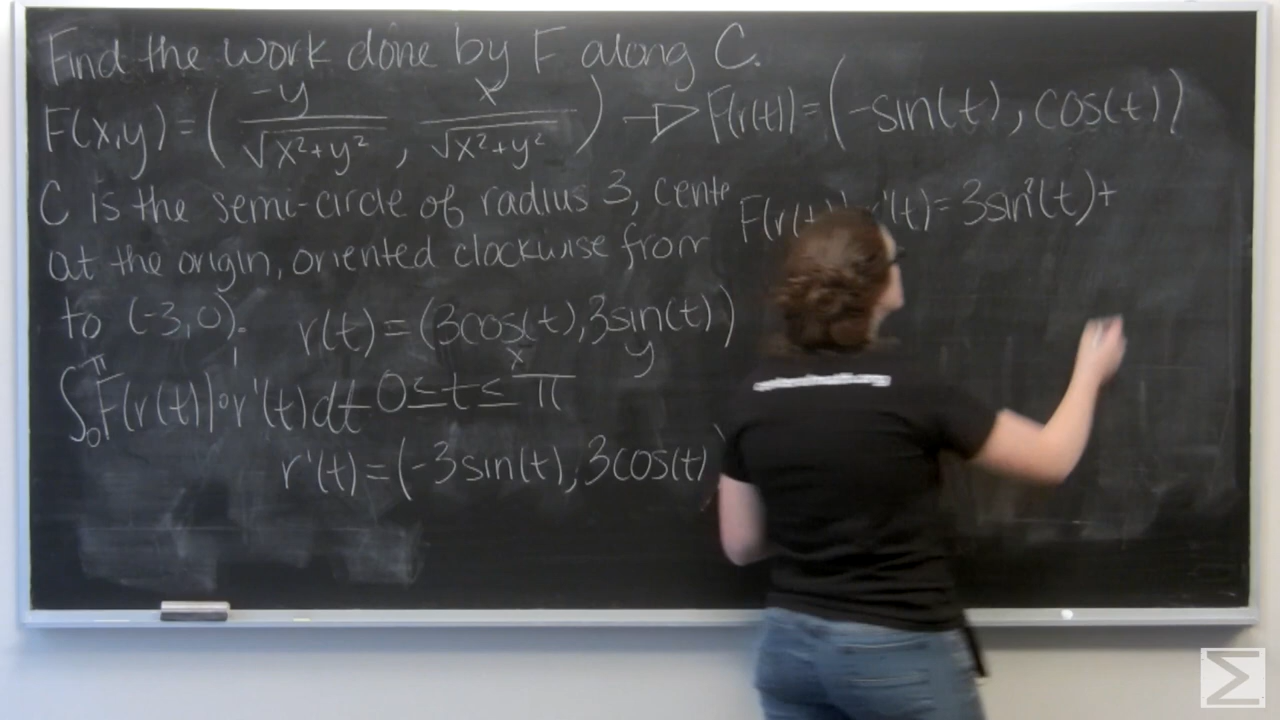 Find the work done by F along C.
F(x,y) = ( -y / √x²+y² , x / √x²+y² ) → F(r(t)) = (-sin(t), cos(t))
C is the semi-circle of radius 3,
at the origin, oriented clockwise from
to (-3,0). r(t) = (3cos(t), 3sin(t))
x y
∫₀^π F(r(t)) • r'(t)dt 0 ≤ t ≤ π
r'(t) = (-3sin(t), 3cos(t)
F(r(t) '(t) = 3sin²(t) +
Σ